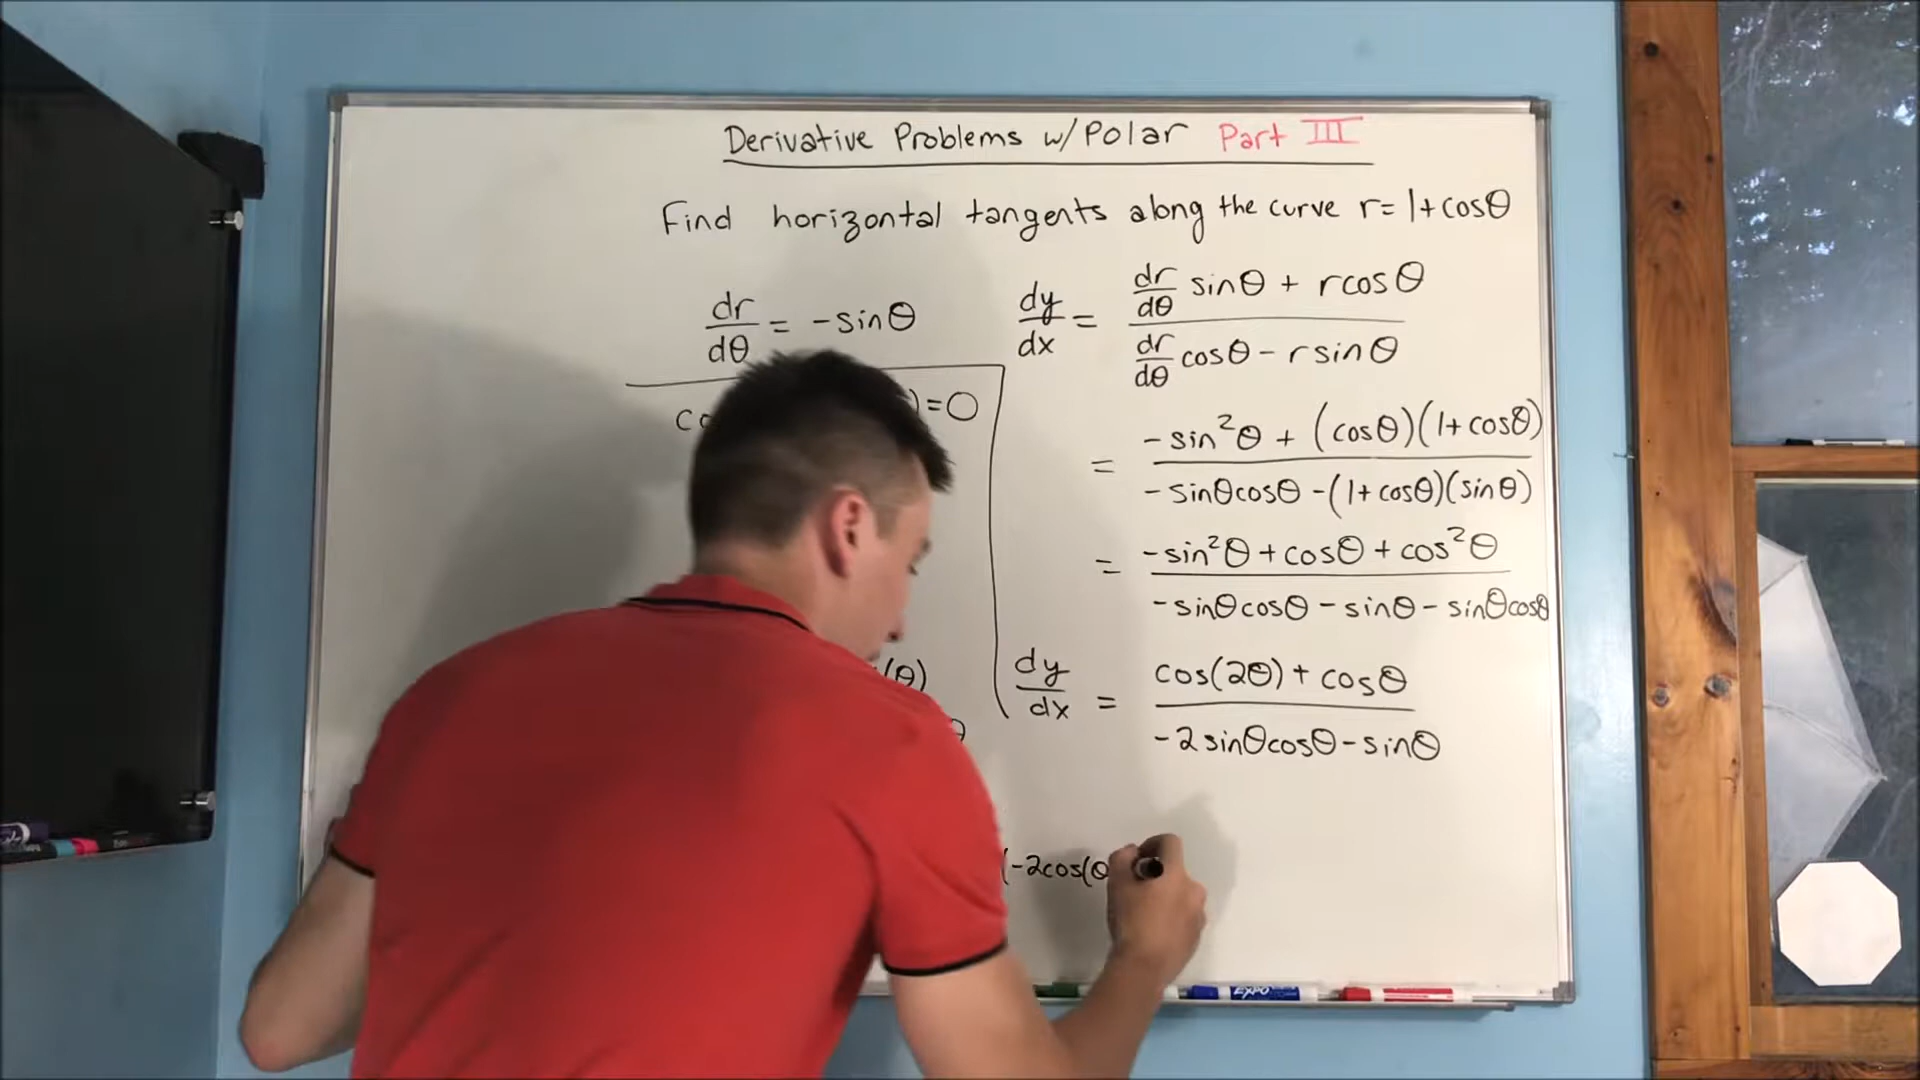 Derivative Problems w/Polar Part III
Find horizontal tangents along the curve r= 1+cosθ
dr/dθ = -sinθ
)=0
(θ)
θ
dy/dx = (dr/dθ sinθ + rcosθ)/(dr/dθ cosθ - rsinθ)
= (-sin²θ + (cosθ)(1+cosθ))/(-sinθcosθ -(1+cosθ)(sinθ))
= (-sin²θ+cosθ+cos²θ)/(-sinθcosθ-sinθ-sinθcosθ)
dy/dx = (cos(2θ)+cosθ)/(-2sinθcosθ-sinθ)
(-2cos(θ
EXPO